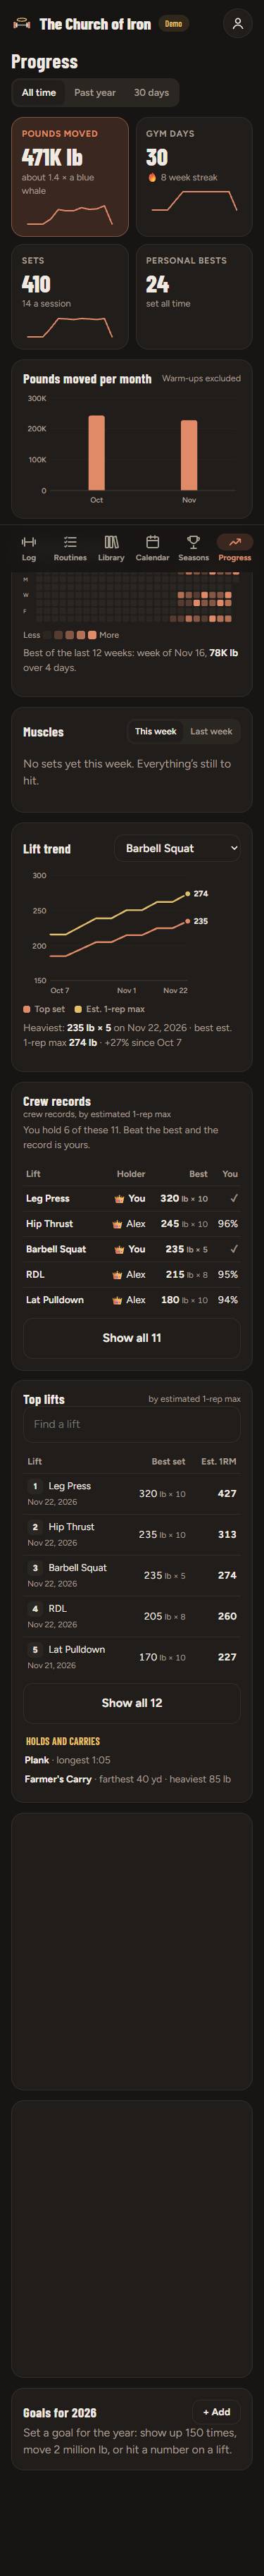 The Church of Iron Demo
Progress
All time Past year 30 days
POUNDS MOVED
471K lb
about 1.4 × a blue
whale
GYM DAYS
30
🔥 8 week streak
SETS
410
14 a session
PERSONAL BESTS
24
set all time
Pounds moved per month Warm-ups excluded
300K
200K
100K
0
Oct Nov
Log Routines Library Calendar Seasons Progress
M
W
F
Less More
Best of the last 12 weeks: week of Nov 16, 78K lb
over 4 days.
Muscles This week Last week
No sets yet this week. Everything’s still to
hit.
Lift trend Barbell Squat
300
250
200
150
274
235
Oct 7 Nov 1 Nov 22
Top set Est. 1-rep max
Heaviest: 235 lb × 5 on Nov 22, 2026 · best est.
1-rep max 274 lb · +27% since Oct 7
Crew records
crew records, by estimated 1-rep max
You hold 6 of these 11. Beat the best and the
record is yours.
Lift Holder Best You
Leg Press You 320 lb × 10 ✓
Hip Thrust Alex 245 lb × 10 96%
Barbell Squat You 235 lb × 5 ✓
RDL Alex 215 lb × 8 95%
Lat Pulldown Alex 180 lb × 10 94%
Show all 11
Top lifts by estimated 1-rep max
Find a lift
Lift Best set Est. 1RM
1 Leg Press 320 lb × 10 427
Nov 22, 2026
2 Hip Thrust 235 lb × 10 313
Nov 22, 2026
3 Barbell Squat 235 lb × 5 274
Nov 22, 2026
4 RDL 205 lb × 8 260
Nov 22, 2026
5 Lat Pulldown 170 lb × 10 227
Nov 21, 2026
Show all 12
HOLDS AND CARRIES
Plank · longest 1:05
Farmer's Carry · farthest 40 yd · heaviest 85 lb
Goals for 2026 + Add
Set a goal for the year: show up 150 times,
move 2 million lb, or hit a number on a lift.